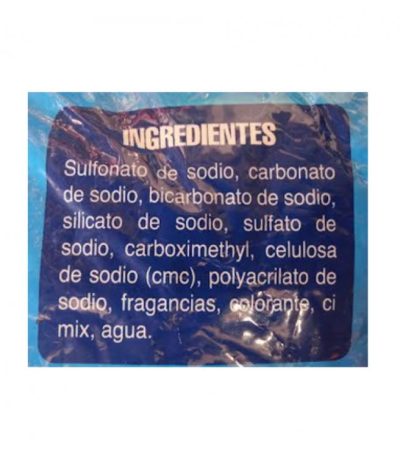 INGREDIENTES
Sulfonato de sodio, carbonato
de sodio, bicarbonato de sodio,
silicato de sodio, sulfato de
sodio, carboximethyl, celulosa
de sodio (cmc), polyacrilato de
sodio, fragancias, colorante, ci
mix, agua.